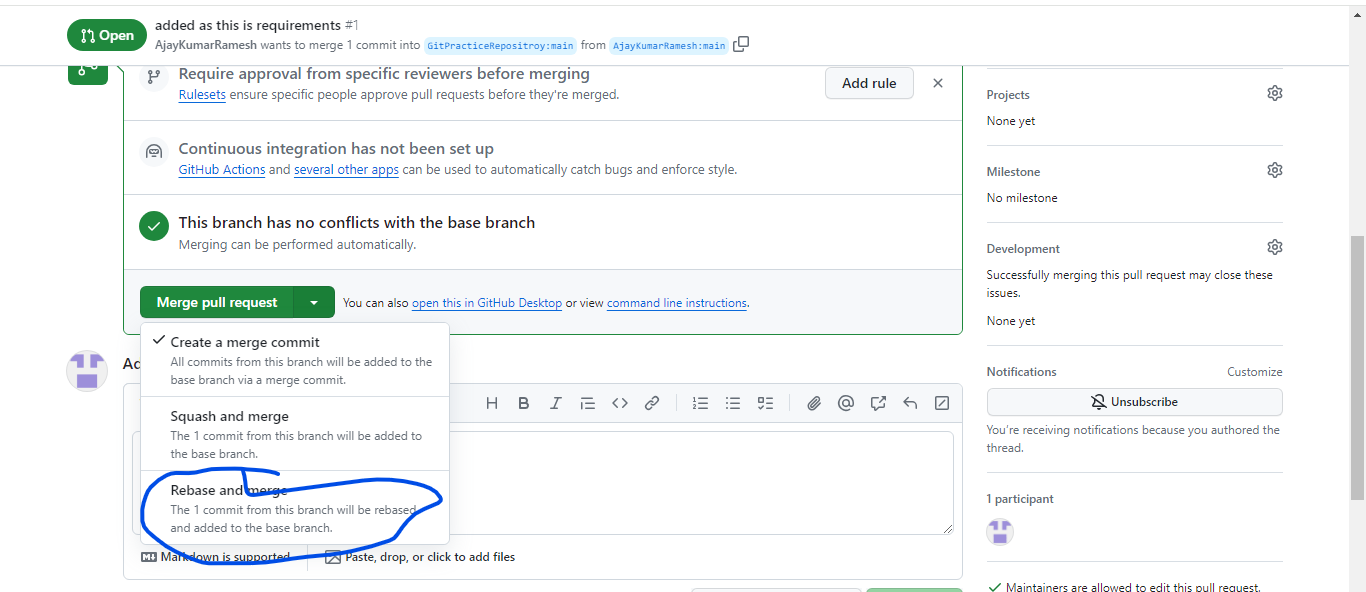 Open
added as this is requirements #1
AjayKumarRamesh wants to merge 1 commit into GitPracticeRepositroy:main from AjayKumarRamesh:main
Require approval from specific reviewers before merging
Rulesets ensure specific people approve pull requests before they're merged.
Add rule
Continuous integration has not been set up
GitHub Actions and several other apps can be used to automatically catch bugs and enforce style.
This branch has no conflicts with the base branch
Merging can be performed automatically.
Merge pull request
You can also open this in GitHub Desktop or view command line instructions.
Create a merge commit
All commits from this branch will be added to the
base branch via a merge commit.
Squash and merge
The 1 commit from this branch will be added to
the base branch.
Rebase and merge
The 1 commit from this branch will be rebased
and added to the base branch.
Markdown is supported
Paste, drop, or click to add files
Projects
None yet
Milestone
No milestone
Development
Successfully merging this pull request may close these
issues.
None yet
Notifications
Customize
Unsubscribe
You're receiving notifications because you authored the
thread.
1 participant
Maintainers are allowed to edit this pull request.